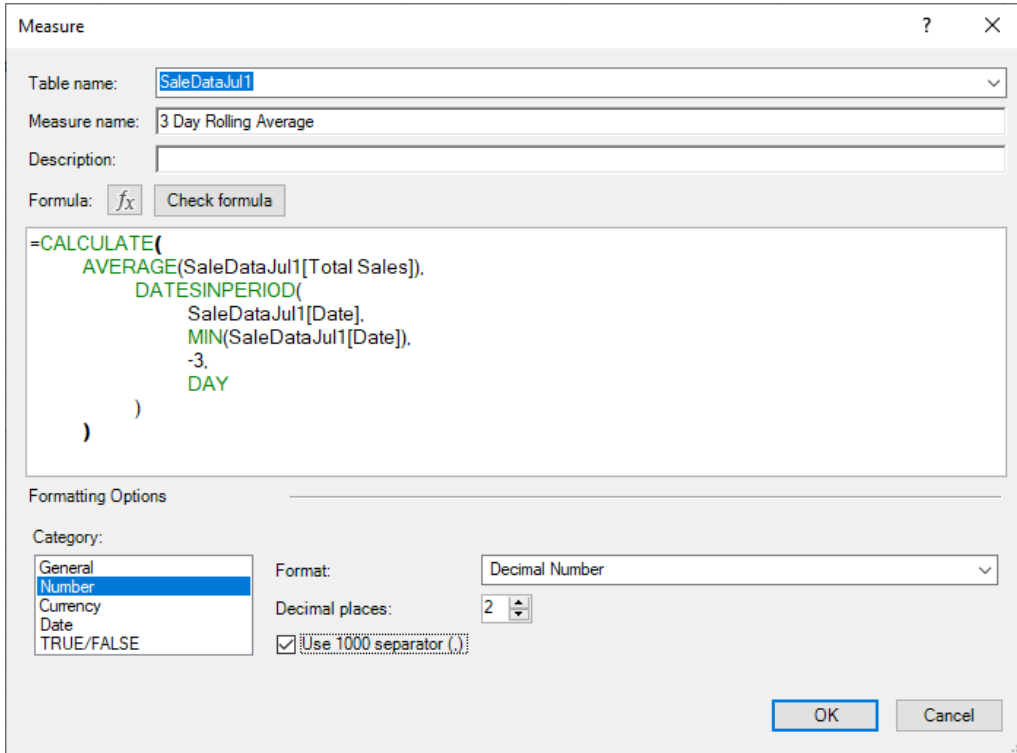 Measure ?
Table name: SaleDataJul1
Measure name: 3 Day Rolling Average
Description:
Formula: fx Check formula
=CALCULATE(
AVERAGE(SaleDataJul1[Total Sales]),
DATESINPERIOD(
SaleDataJul1[Date],
MIN(SaleDataJul1[Date]),
-3,
DAY
)
)
Formatting Options
Category:
General
Number
Currency
Date
TRUE/FALSE
Format: Decimal Number
Decimal places: 2
Use 1000 separator (,)
OK Cancel